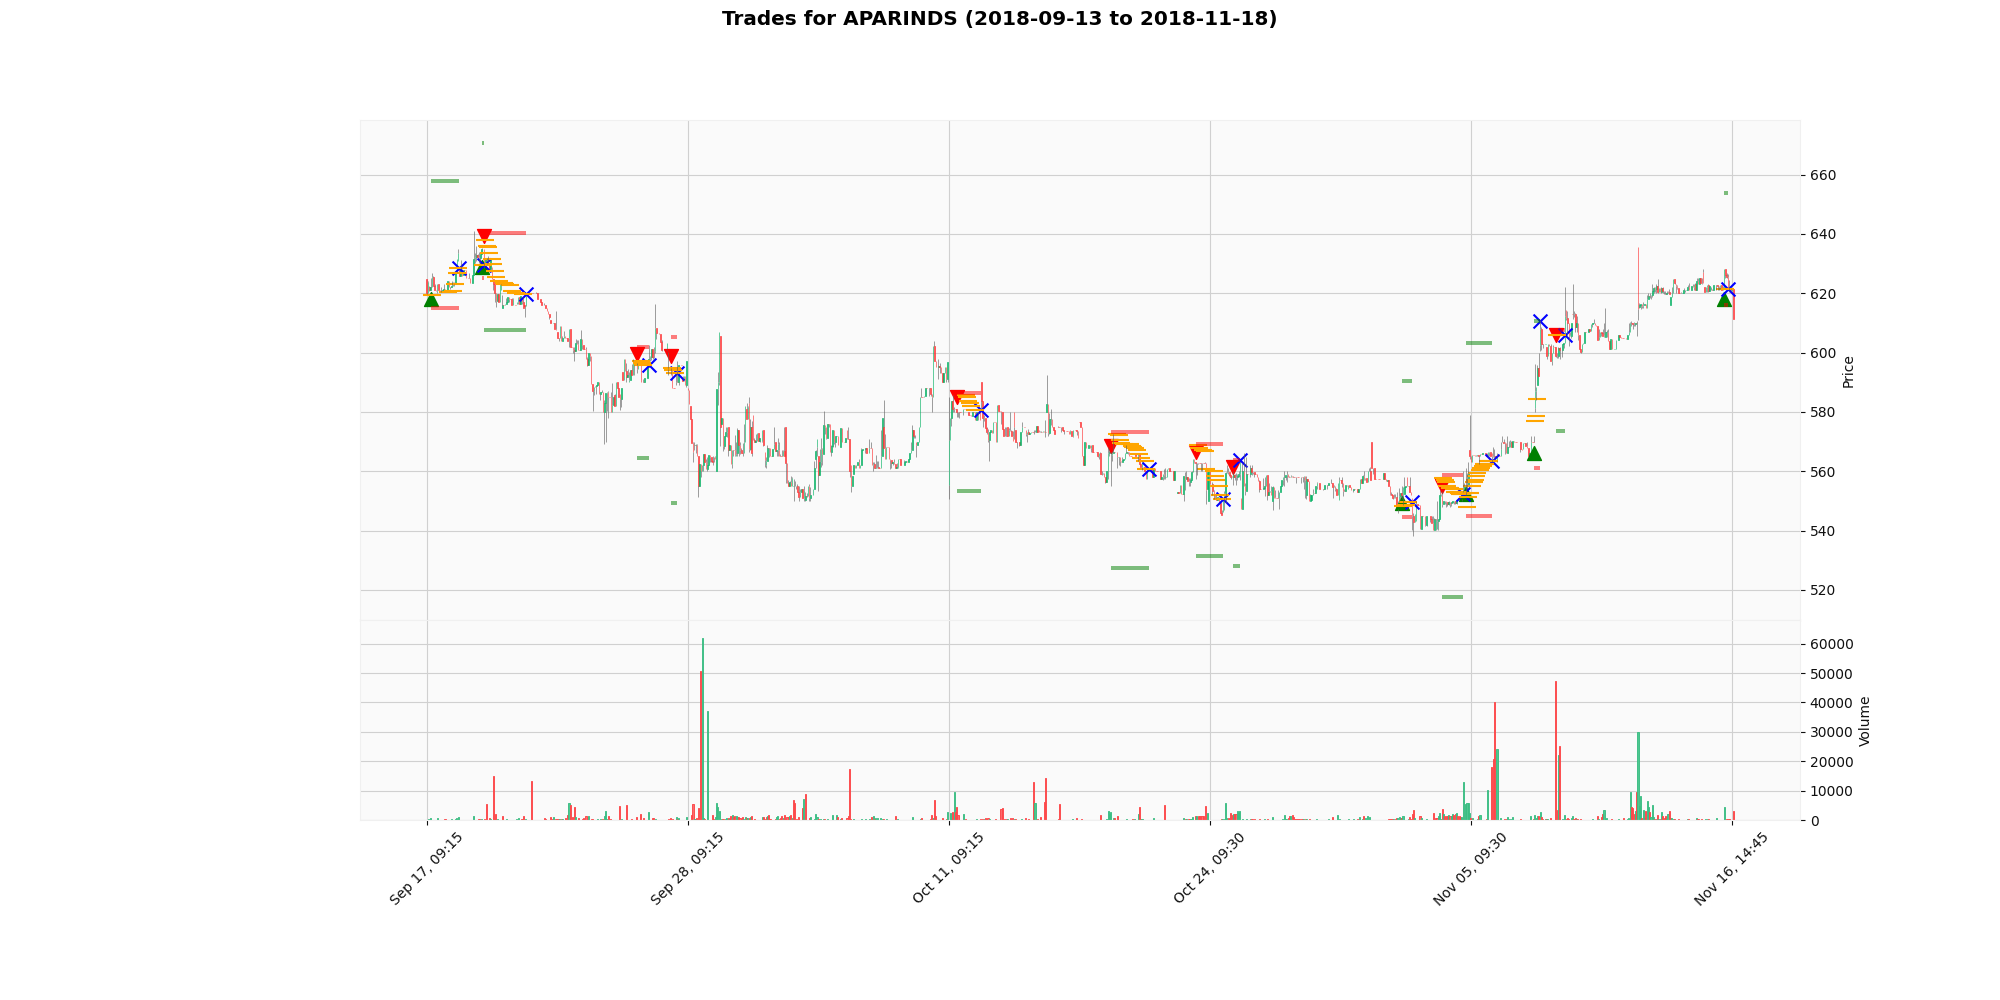 Trades for APARINDS (2018-09-13 to 2018-11-18)
660
640
620
600
580
560
540
520
Price
60000
50000
40000
30000
20000
10000
0
Volume
Sep 17, 09:15
Sep 28, 09:15
Oct 11, 09:15
Oct 24, 09:30
Nov 05, 09:30
Nov 16, 14:45